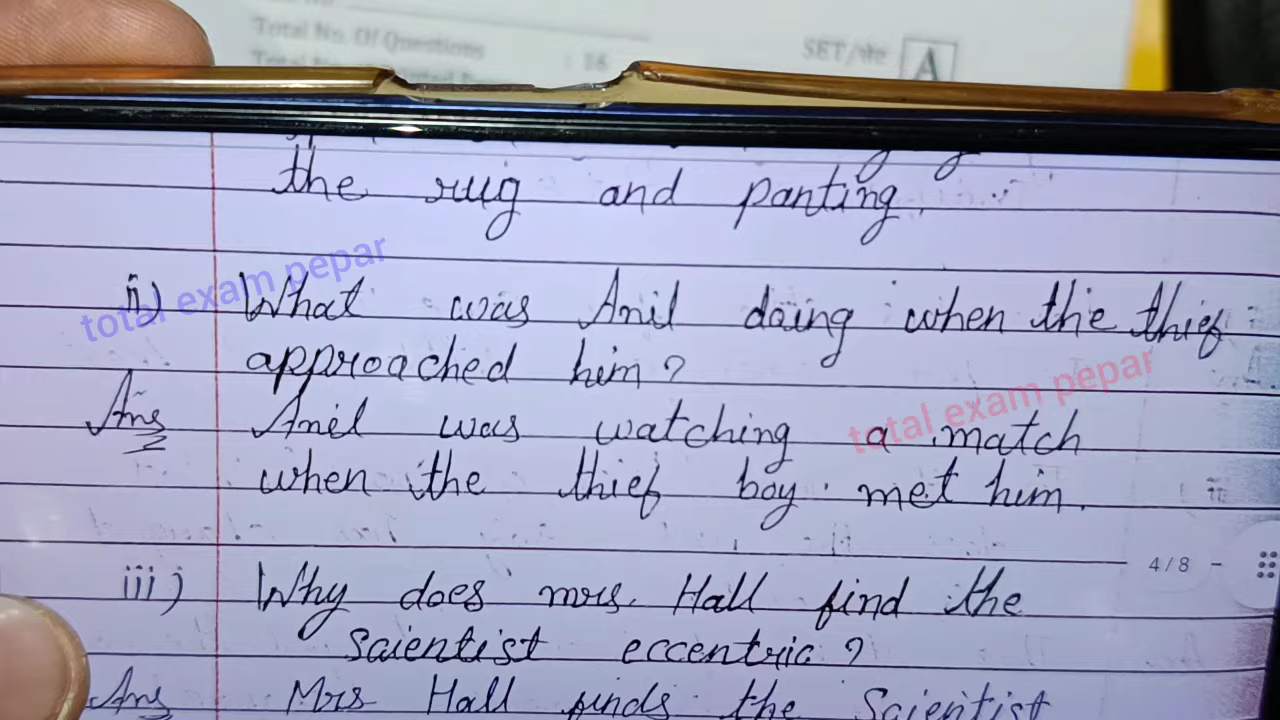 Total No. Of Questions : 16
SET/सेट A
the rug and panting.
ii) What was Anil doing when the thief
approached him?
Ans Anil was watching a match
when the thief boy met him.
4/8
iii) Why does mrs. Hall find the
scientist eccentric?
Ans Mrs Hall finds the Scientist
total exam pepar
total exam pepar